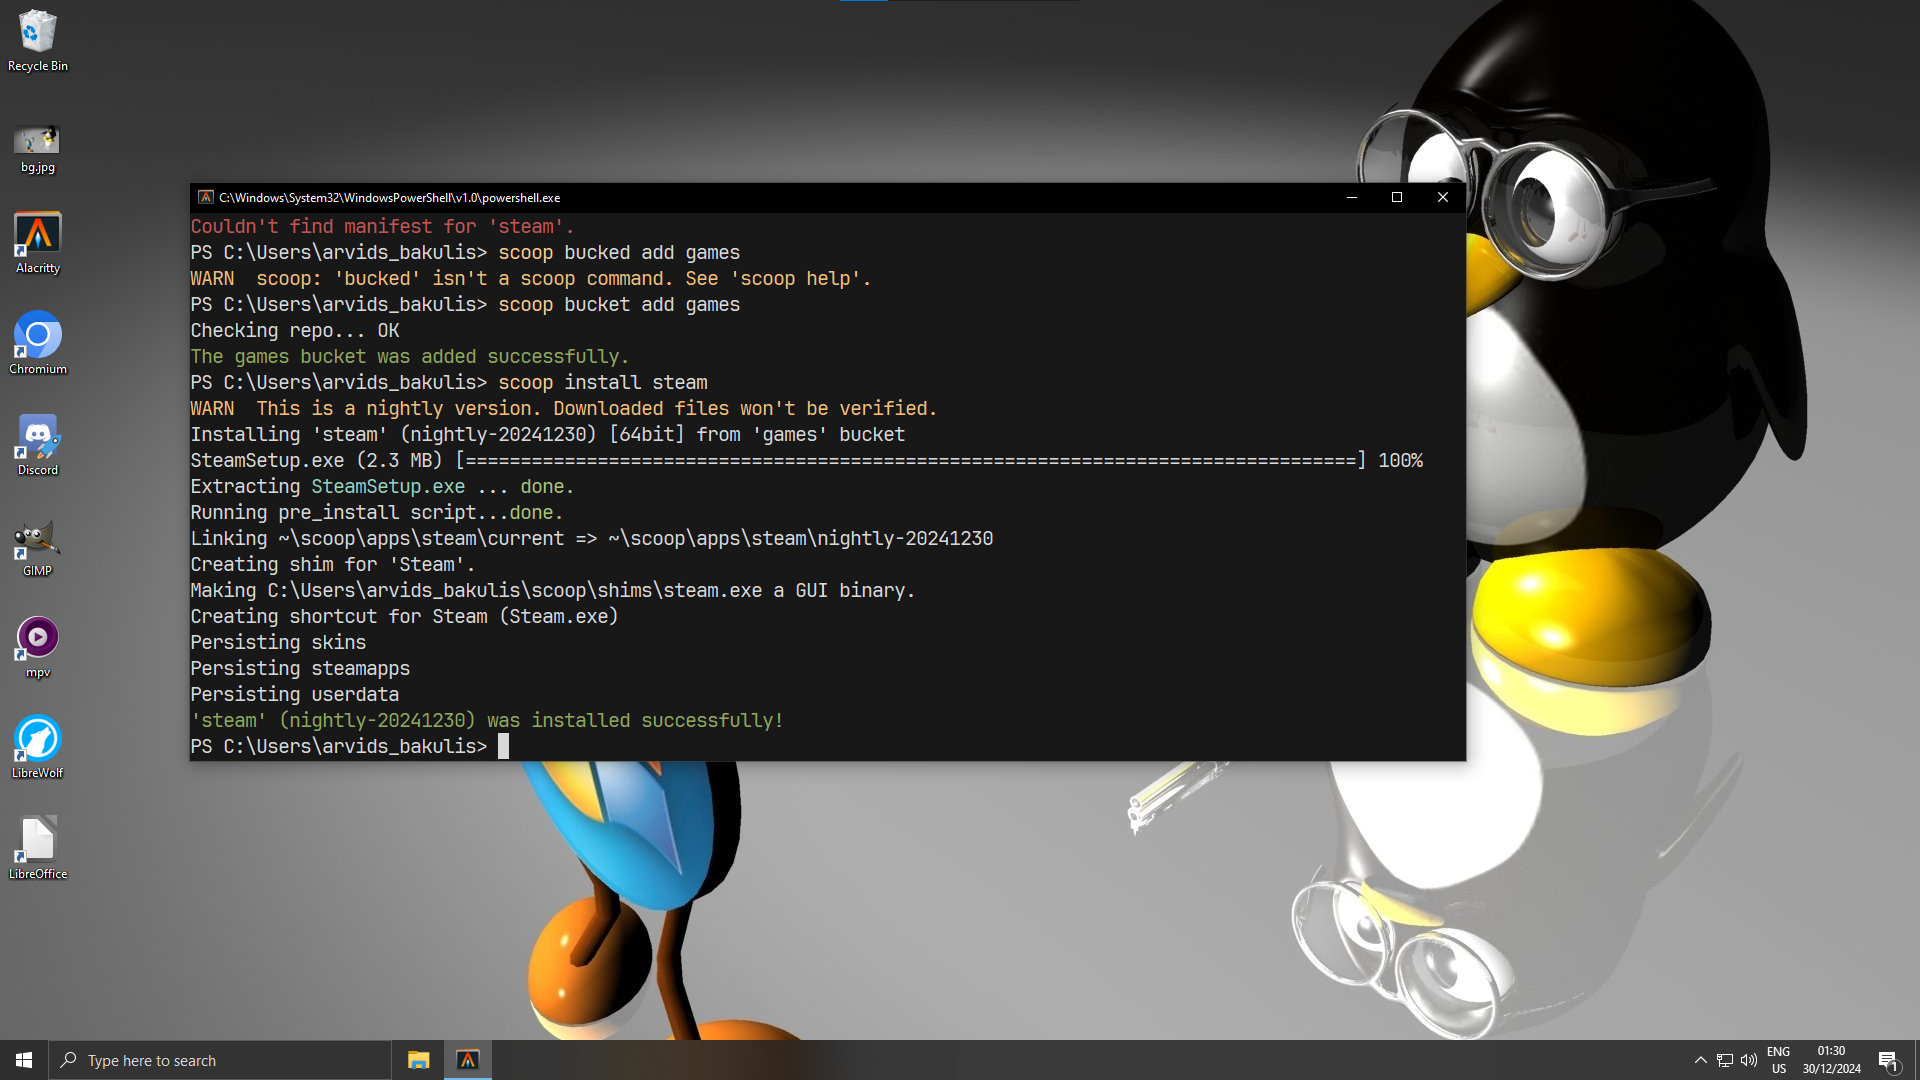 Recycle Bin
bg.jpg
Alacritty
Chromium
Discord
GIMP
mpv
LibreWolf
LibreOffice
C:\Windows\System32\WindowsPowerShell\v1.0\powershell.exe
Couldn't find manifest for 'steam'.
PS C:\Users\arvids_bakulis> scoop bucked add games
WARN  scoop: 'bucked' isn't a scoop command. See 'scoop help'.
PS C:\Users\arvids_bakulis> scoop bucket add games
Checking repo... OK
The games bucket was added successfully.
PS C:\Users\arvids_bakulis> scoop install steam
WARN  This is a nightly version. Downloaded files won't be verified.
Installing 'steam' (nightly-20241230) [64bit] from 'games' bucket
SteamSetup.exe (2.3 MB) [=================================================================================] 100%
Extracting SteamSetup.exe ... done.
Running pre_install script...done.
Linking ~\scoop\apps\steam\current => ~\scoop\apps\steam\nightly-20241230
Creating shim for 'Steam'.
Making C:\Users\arvids_bakulis\scoop\shims\steam.exe a GUI binary.
Creating shortcut for Steam (Steam.exe)
Persisting skins
Persisting steamapps
Persisting userdata
'steam' (nightly-20241230) was installed successfully!
PS C:\Users\arvids_bakulis>
Type here to search
ENG
US
01:30
30/12/2024
1